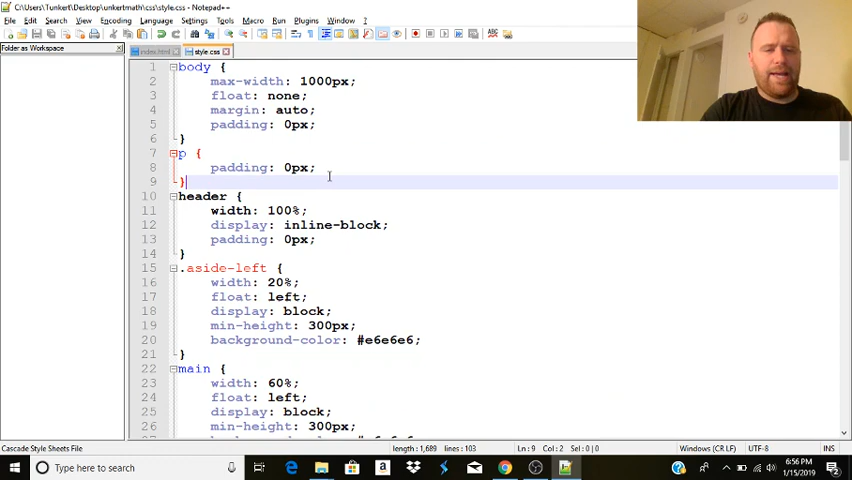 C:\Users\Tunkert\Desktop\unkertmath\css\style.css - Notepad++
File Edit Search View Encoding Language Settings Tools Macro Run Plugins Window ?
Folder as Workspace
index.html style.css
1 body {
2 max-width: 1000px;
3 float: none;
4 margin: auto;
5 padding: 0px;
6 }
7 p {
8 padding: 0px;
9 }
10 header {
11 width: 100%;
12 display: inline-block;
13 padding: 0px;
14 }
15 .aside-left {
16 width: 20%;
17 float: left;
18 display: block;
19 min-height: 300px;
20 background-color: #e6e6e6;
21 }
22 main {
23 width: 60%;
24 float: left;
25 display: block;
26 min-height: 300px;
Cascade Style Sheets File length : 1,689 lines : 103 Ln : 9 Col : 2 Sel : 0 | 0 Windows (CR LF) UTF-8 INS
Type here to search
6:56 PM
1/15/2019